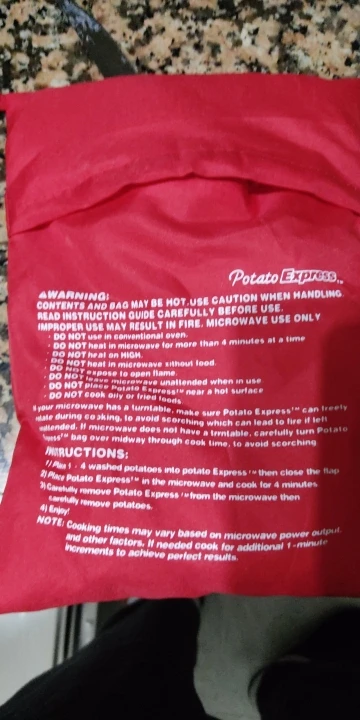 Potato Express™
⚠WARNING:
CONTENTS AND BAG MAY BE HOT.USE CAUTION WHEN HANDLING.
READ INSTRUCTION GUIDE CAREFULLY BEFORE USE.
IMPROPER USE MAY RESULT IN FIRE. MICROWAVE USE ONLY
· DO NOT use in conventional oven.
· DO NOT heat in microwave for more than 4 minutes at a time
· DO NOT heat on HIGH.
· DO NOT heat in microwave without food.
· DO NOT expose to open flame.
· DO NOT leave microwave unattended when in use
· DO NOT place Potato Express™ near a hot surface
· DO NOT cook oily or fried foods
If your microwave has a turntable, make sure Potato Express™ can freely
rotate during cooking, to avoid scorching which can lead to fire if left
unattended. If microwave does not have a trntable, carefully turn Potato
Express™ bag over midway through cook time, to avoid scorching
INSTRUCTIONS:
1) Place 1 - 4 washed potatoes into potato Express™ then close the flap
2) Place Potato Express™ in the microwave and cook for 4 minutes.
3) Carefully remove Potato Express™ from the microwave then
carefully remove potatoes.
4) Enjoy!
NOTE: Cooking times may vary based on microwave power output.
and other factors. If needed cook for additional 1-minute
increments to achieve perfect results.